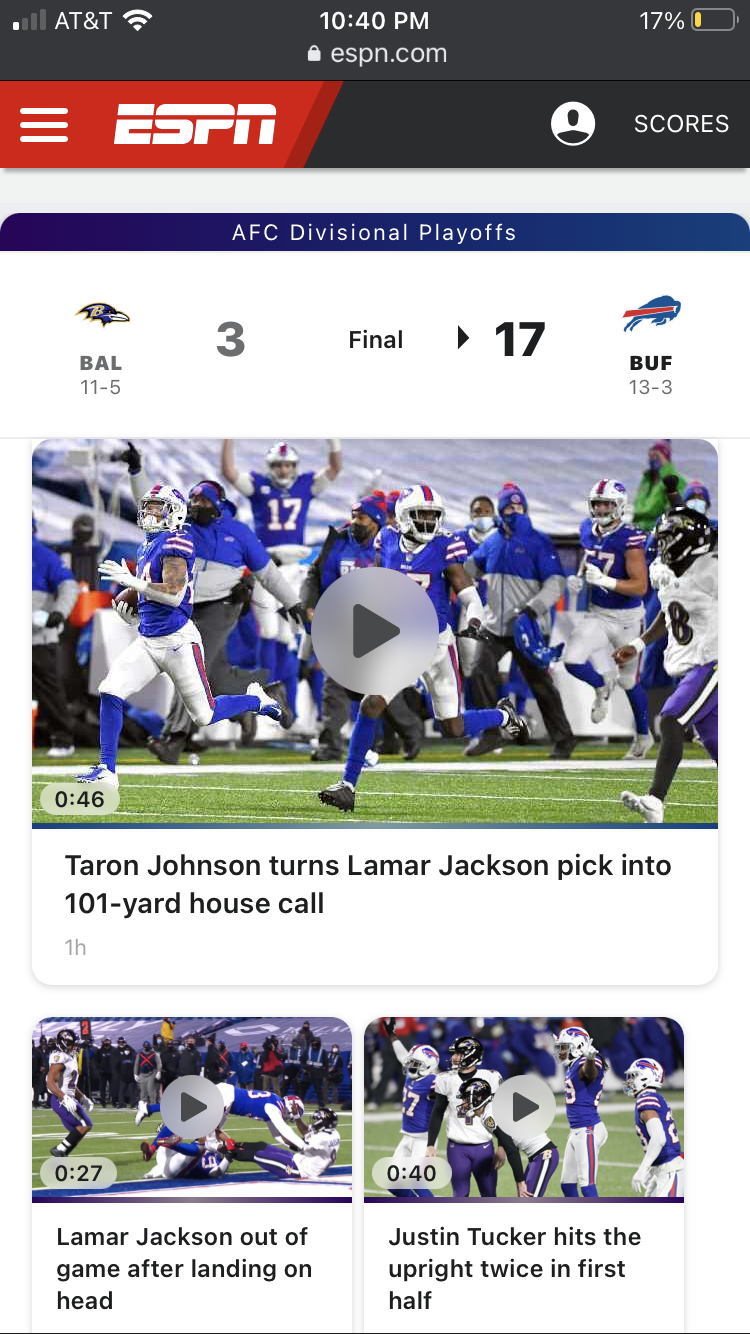 AT&T 10:40 PM 17%
espn.com
ESPN SCORES
AFC Divisional Playoffs
3 Final 17
BAL BUF
11-5 13-3
17
8
0:46
Taron Johnson turns Lamar Jackson pick into
101-yard house call
1h
0:27 0:40
Lamar Jackson out of Justin Tucker hits the
game after landing on upright twice in first
head half